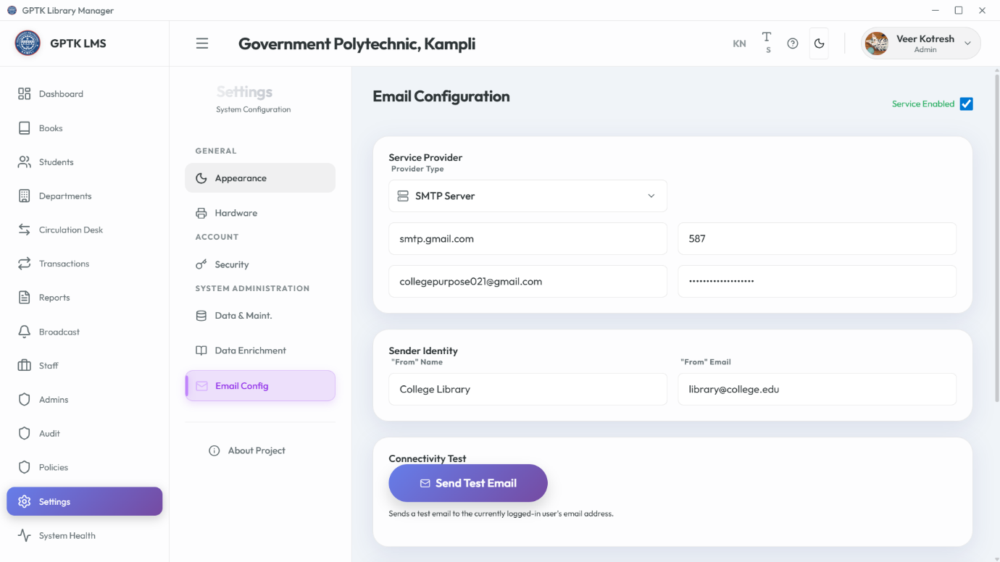 GPTK Library Manager
GPTK LMS
Government Polytechnic, Kampli
KN
T
S
Veer Kotresh
Admin
Dashboard
Books
Students
Departments
Circulation Desk
Transactions
Reports
Broadcast
Staff
Admins
Audit
Policies
Settings
System Health
Settings
System Configuration
GENERAL
Appearance
Hardware
ACCOUNT
Security
SYSTEM ADMINISTRATION
Data & Maint.
Data Enrichment
Email Config
About Project
Email Configuration
Service Enabled
Service Provider
Provider Type
SMTP Server
smtp.gmail.com
587
collegepurpose021@gmail.com
•••••••••••••••••••
Sender Identity
"From" Name
"From" Email
College Library
library@college.edu
Connectivity Test
Send Test Email
Sends a test email to the currently logged-in user's email address.